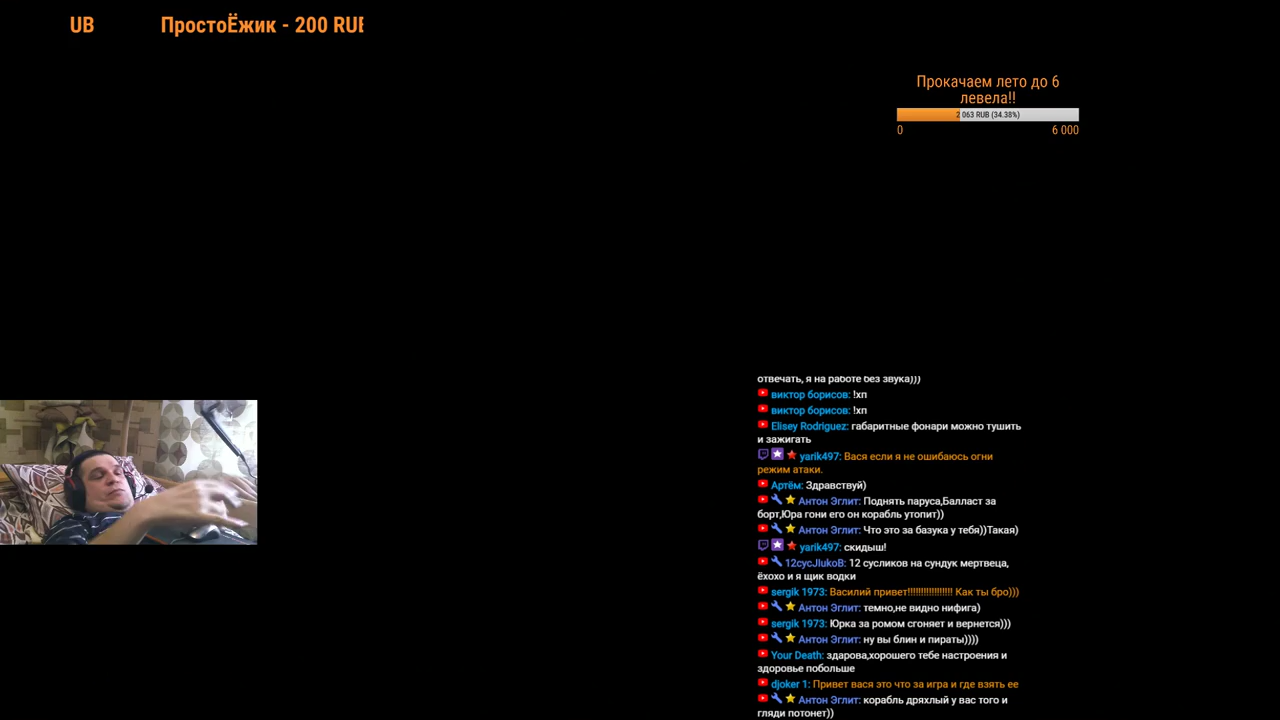 UB ПростоЁжик - 200 RUB
Прокачаем лето до 6
левела!!
2 063 RUB (34.38%)
0 6 000
отвечать, я на работе без звука)))
виктор борисов: !хп
виктор борисов: !хп
Elisey Rodriguez: габаритные фонари можно тушить
и зажигать
yarik497: Вася если я не ошибаюсь огни
режим атаки.
Артём: Здравствуй)
Антон Эглит: Поднять паруса,Балласт за
борт,Юра гони его он корабль утопит))
Антон Эглит: Что это за базука у тебя))Такая)
yarik497: скидыш!
12cycJIukoB: 12 сусликов на сундук мертвеца,
ёхохо и я щик водки
sergik 1973: Василий привет!!!!!!!!!!!!!!!!!! Как ты бро)))
Антон Эглит: темно,не видно нифига)
sergik 1973: Юрка за ромом сгоняет и вернется)))
Антон Эглит: ну вы блин и пираты))))
Your Death: здарова,хорошего тебе настроения и
здоровье побольше
djoker 1: Привет вася это что за игра и где взять ее
Антон Эглит: корабль дряхлый у вас того и
гляди потонет))